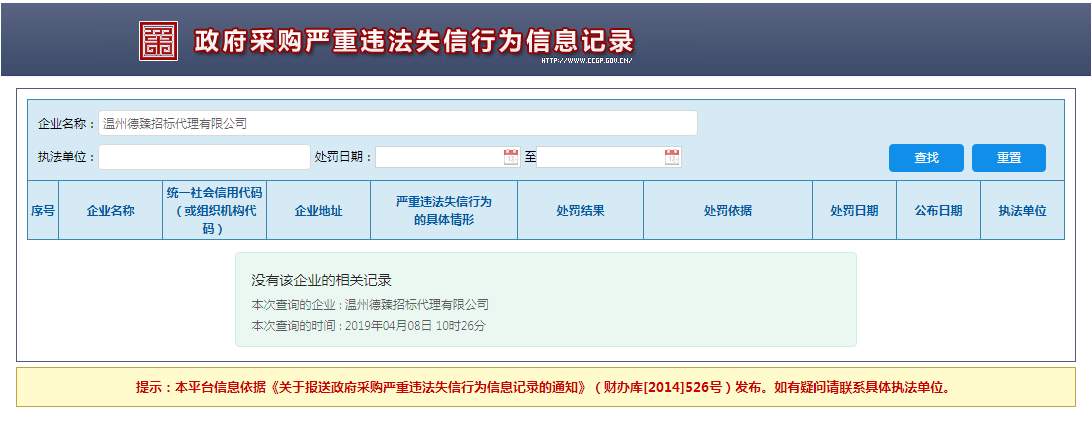 政府采购严重违法失信行为信息记录
HTTP://WWW.CCGP.GOV.CN/
企业名称：温州德臻招标代理有限公司
执法单位： 处罚日期： 至 查找 重置
序号 企业名称 统一社会信用代码（或组织机构代码） 企业地址 严重违法失信行为的具体情形 处罚结果 处罚依据 处罚日期 公布日期 执法单位
没有该企业的相关记录
本次查询的企业 : 温州德臻招标代理有限公司
本次查询的时间 : 2019年04月08日 10时26分
提示：本平台信息依据《关于报送政府采购严重违法失信行为信息记录的通知》（财办库[2014]526号）发布。如有疑问请联系具体执法单位。